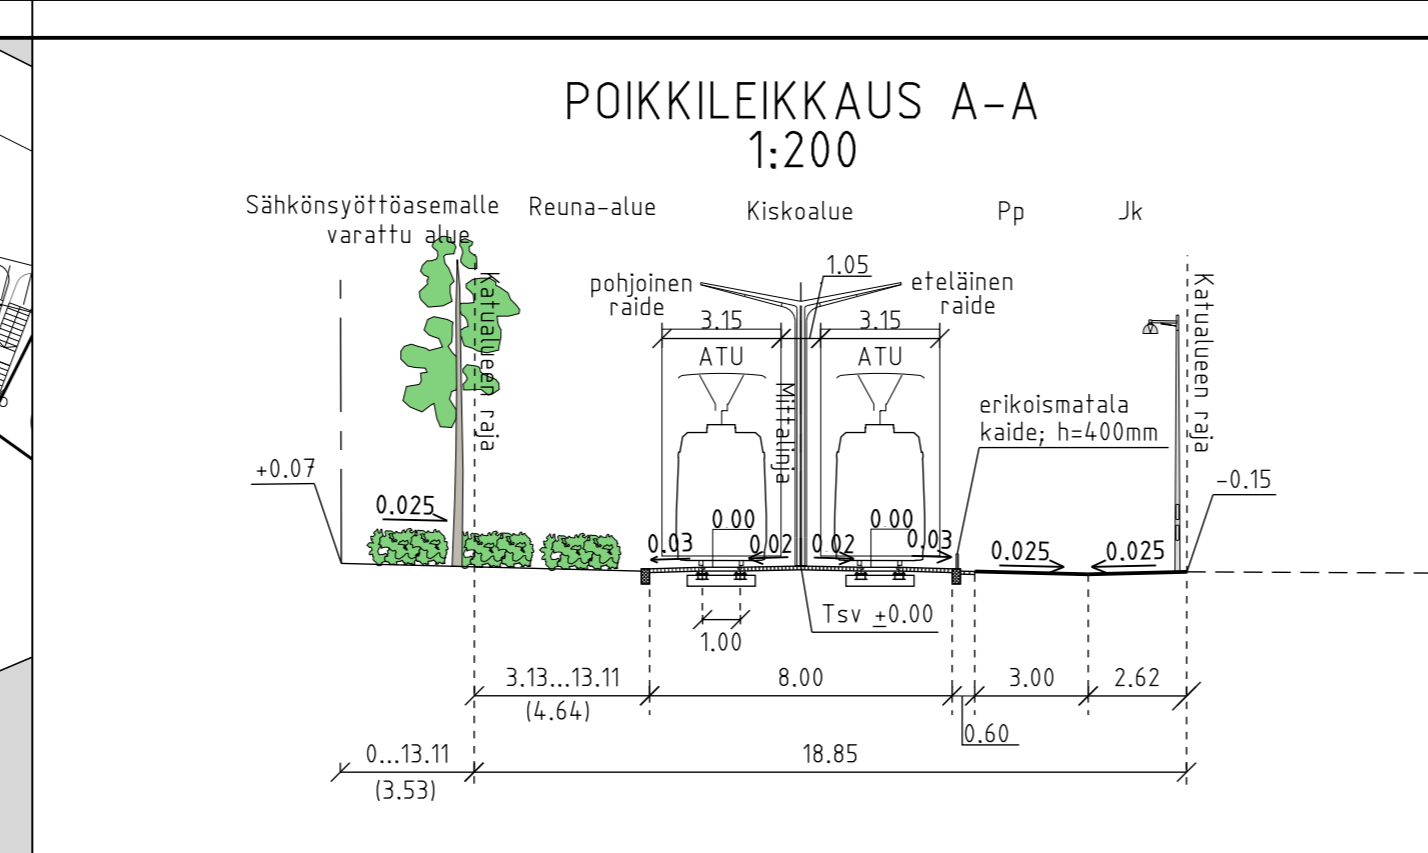 POIKKILEIKKAUS A-A
1:200
Sähkönsyöttöasemalle
varattu alue
Reuna-alue
Kiskoalue
Pp
Jk
Katualueen raja
pohjoinen
raide
1.05
eteläinen
raide
3.15
3.15
ATU
ATU
Mittalinja
Katualueen raja
erikoismatala
kaide; h=400mm
+0.07
-0.15
0.025
0.03
0.00
0.02
0.02
0.00
0.03
0.025
0.025
Tsv ±0.00
1.00
3.13...13.11
(4.64)
8.00
3.00
2.62
0.60
0...13.11
(3.53)
18.85